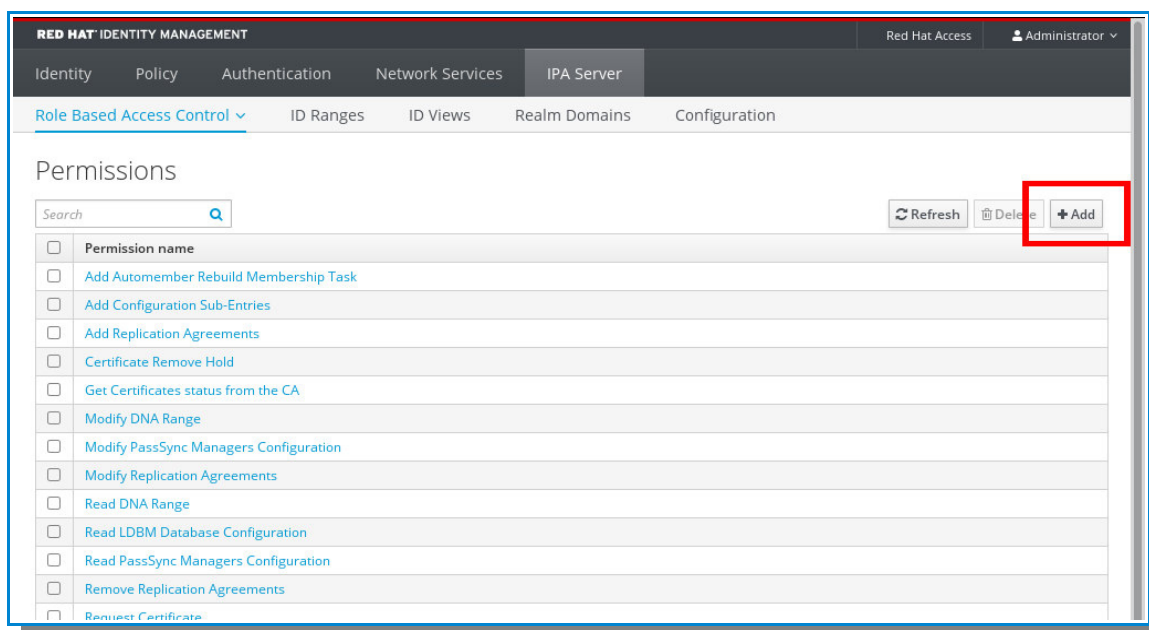 RED HAT® IDENTITY MANAGEMENT
Red Hat Access
Administrator
Identity Policy Authentication Network Services IPA Server
Role Based Access Control ID Ranges ID Views Realm Domains Configuration
Permissions
Search
Refresh Delete + Add
Permission name
Add Automember Rebuild Membership Task
Add Configuration Sub-Entries
Add Replication Agreements
Certificate Remove Hold
Get Certificates status from the CA
Modify DNA Range
Modify PassSync Managers Configuration
Modify Replication Agreements
Read DNA Range
Read LDBM Database Configuration
Read PassSync Managers Configuration
Remove Replication Agreements
Request Certificate